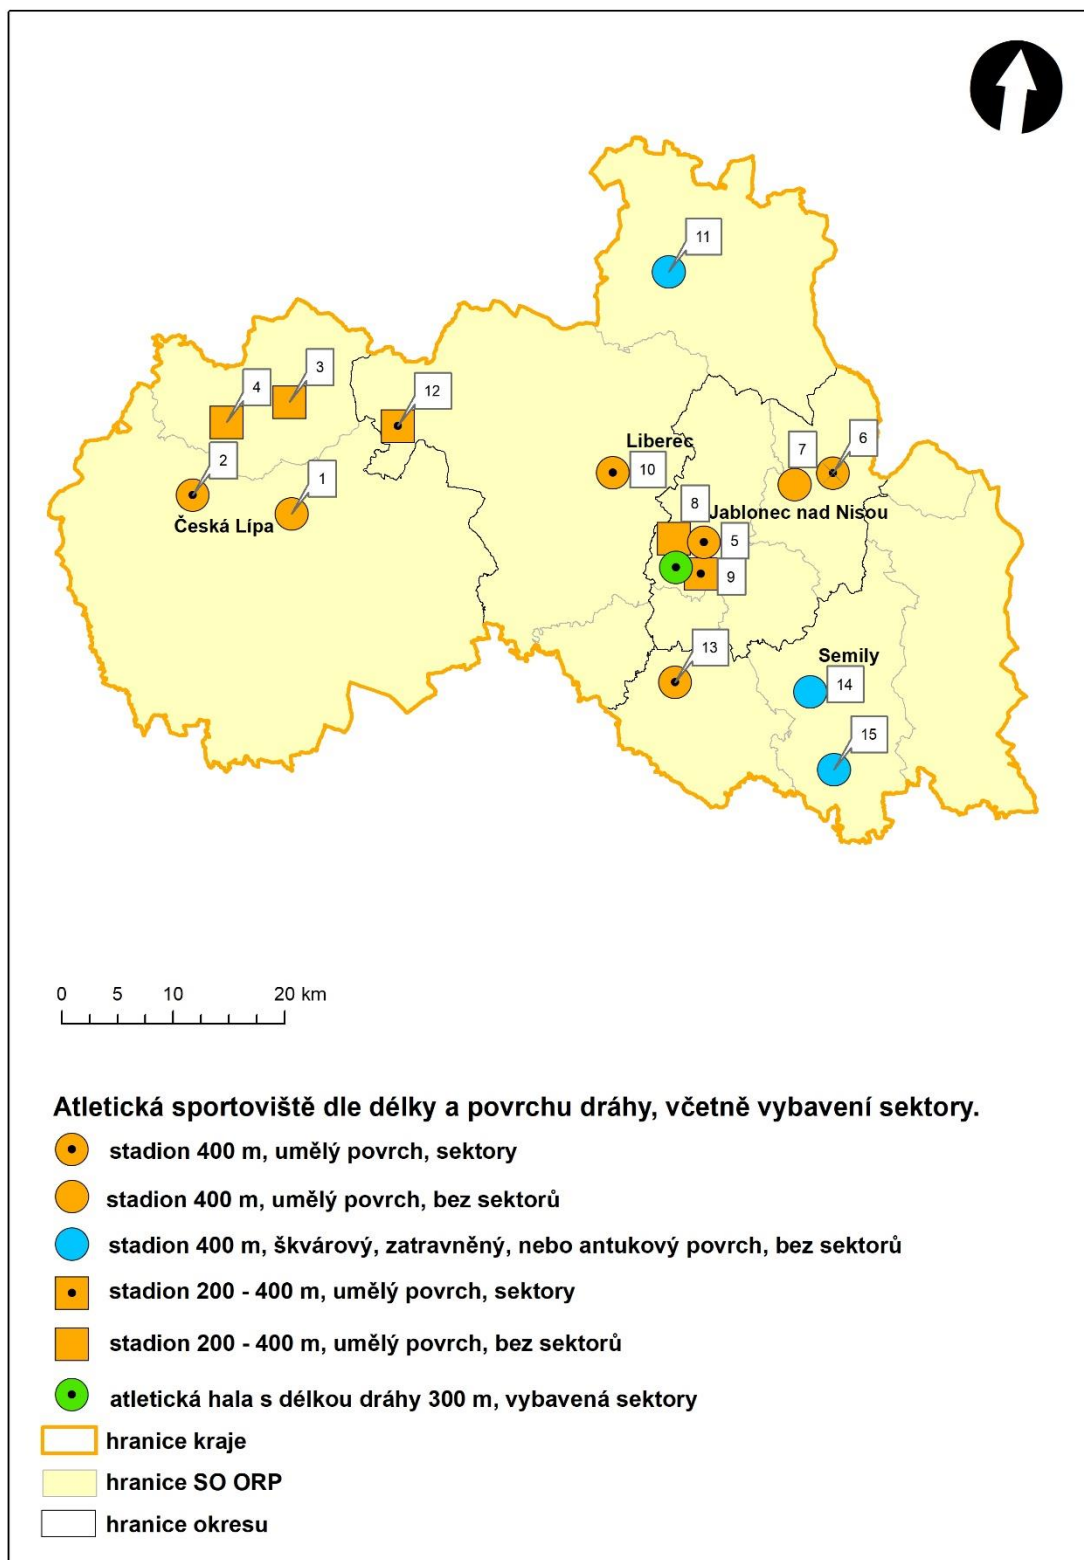 11
3
4
12
Liberec
6
7
2
10
1
8
Jablonec nad Nisou
Česká Lípa
5
9
13
Semily
14
15
0 5 10 20 km
Atletická sportoviště dle délky a povrchu dráhy, včetně vybavení sektory.
stadion 400 m, umělý povrch, sektory
stadion 400 m, umělý povrch, bez sektorů
stadion 400 m, škvárový, zatravněný, nebo antukový povrch, bez sektorů
stadion 200 - 400 m, umělý povrch, sektory
stadion 200 - 400 m, umělý povrch, bez sektorů
atletická hala s délkou dráhy 300 m, vybavená sektory
hranice kraje
hranice SO ORP
hranice okresu